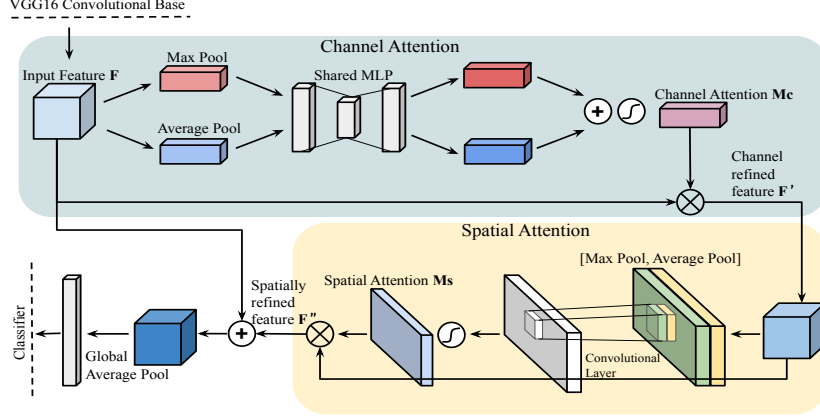 VGG16 Convolutional Base
Channel Attention
Input Feature F
Max Pool
Shared MLP
Average Pool
Channel Attention Mc
Channel
refined
feature F'
Spatial Attention
[Max Pool, Average Pool]
Spatial Attention Ms
Spatially
refined
feature F"
Convolutional
Layer
Global
Average Pool
Classifier